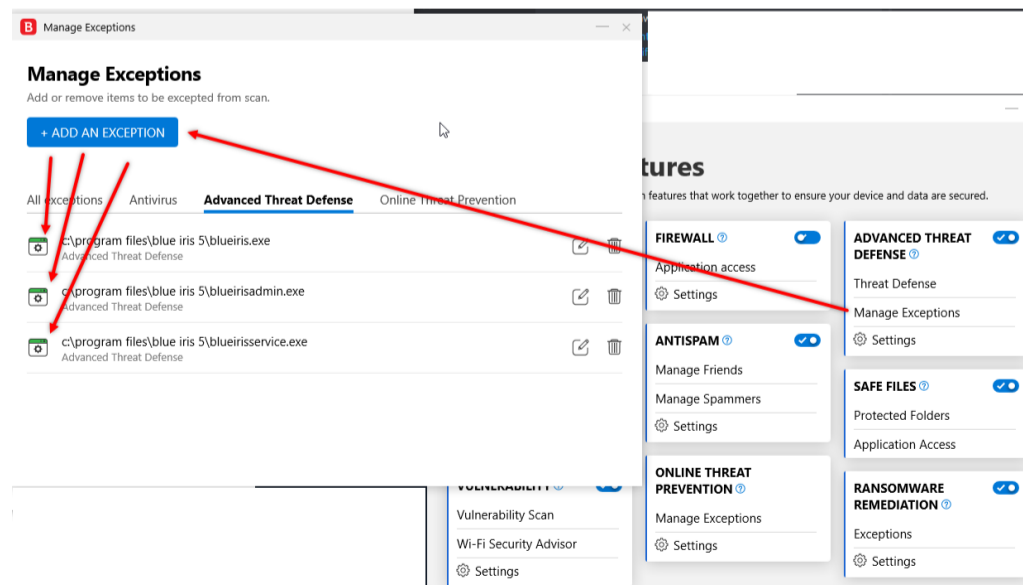 B Manage Exceptions
Manage Exceptions
Add or remove items to be excepted from scan.
+ ADD AN EXCEPTION
All exceptions Antivirus Advanced Threat Defense Online Threat Prevention
c:\program files\blue iris 5\blueiris.exe
Advanced Threat Defense
c:\program files\blue iris 5\blueirisadmin.exe
Advanced Threat Defense
c:\program files\blue iris 5\blueirisservice.exe
Advanced Threat Defense
tures
features that work together to ensure your device and data are secured.
FIREWALL
Application access
Settings
ADVANCED THREAT
DEFENSE
Threat Defense
Manage Exceptions
Settings
ANTISPAM
Manage Friends
Manage Spammers
Settings
SAFE FILES
Protected Folders
Application Access
VULNERABILITY
Vulnerability Scan
Wi-Fi Security Advisor
Settings
ONLINE THREAT
PREVENTION
Manage Exceptions
Settings
RANSOMWARE
REMEDIATION
Exceptions
Settings